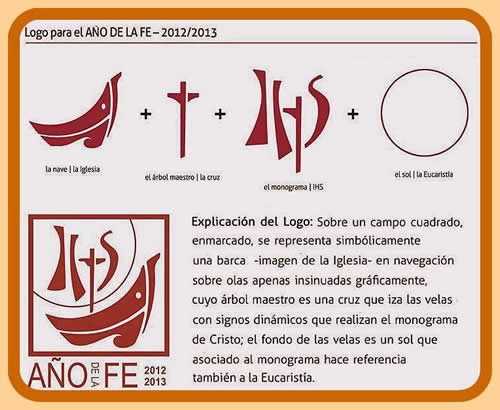 Logo para el AÑO DE LA FE – 2012/2013
+ + +
la nave | la Iglesia
el árbol maestro | la cruz
el monograma | IHS
el sol | la Eucaristía
Explicación del Logo: Sobre un campo cuadrado,
enmarcado, se representa simbólicamente
una barca -imagen de la Iglesia- en navegación
sobre olas apenas insinuadas gráficamente,
cuyo árbol maestro es una cruz que iza las velas
con signos dinámicos que realizan el monograma
de Cristo; el fondo de las velas es un sol que
asociado al monograma hace referencia
también a la Eucaristía.
IHS
IHS
AÑO DE LA FE 2012
2013